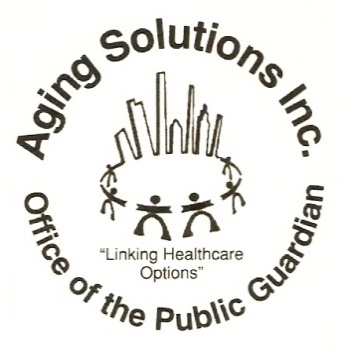 Aging Solutions Inc.
"Linking Healthcare
Options"
Office of the Public Guardian